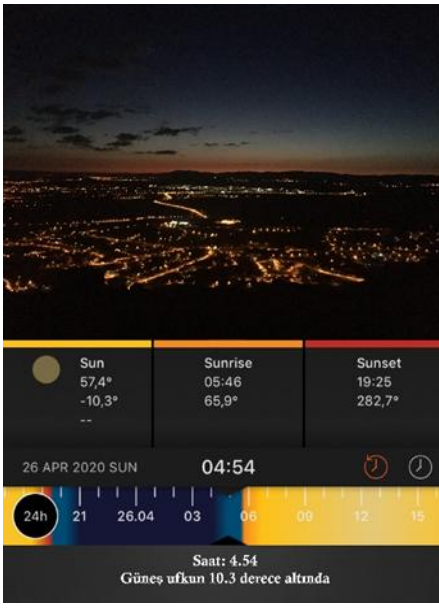 Sun
57,4°
-10,3°
--
Sunrise
05:46
65,9°
Sunset
19:25
282,7°
26 APR 2020 SUN
04:54
24h 21 26.04 03 06 09 12 15
Saat: 4.54
Güneş ufkun 10.3 derece altında